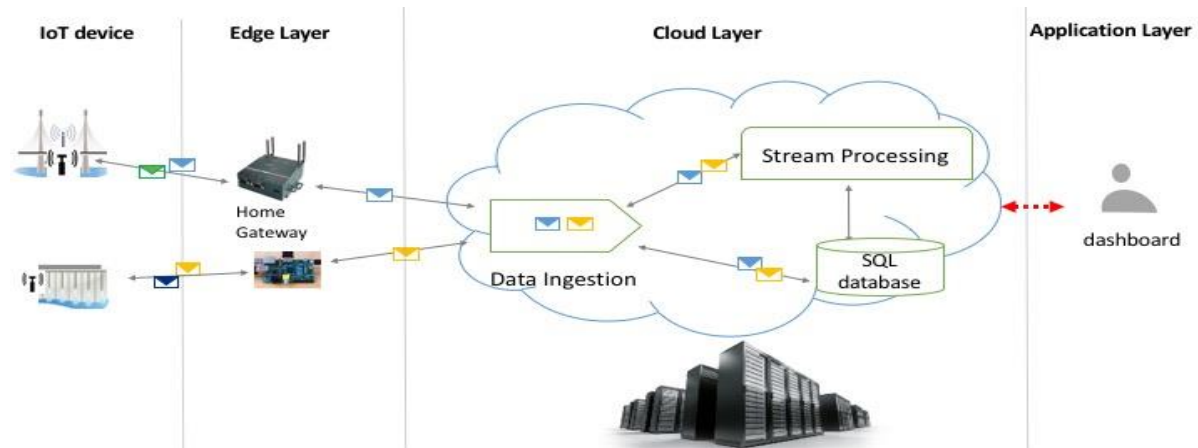 IoT device
Edge Layer
Cloud Layer
Application Layer
Home
Gateway
Data Ingestion
Stream Processing
SQL
database
dashboard